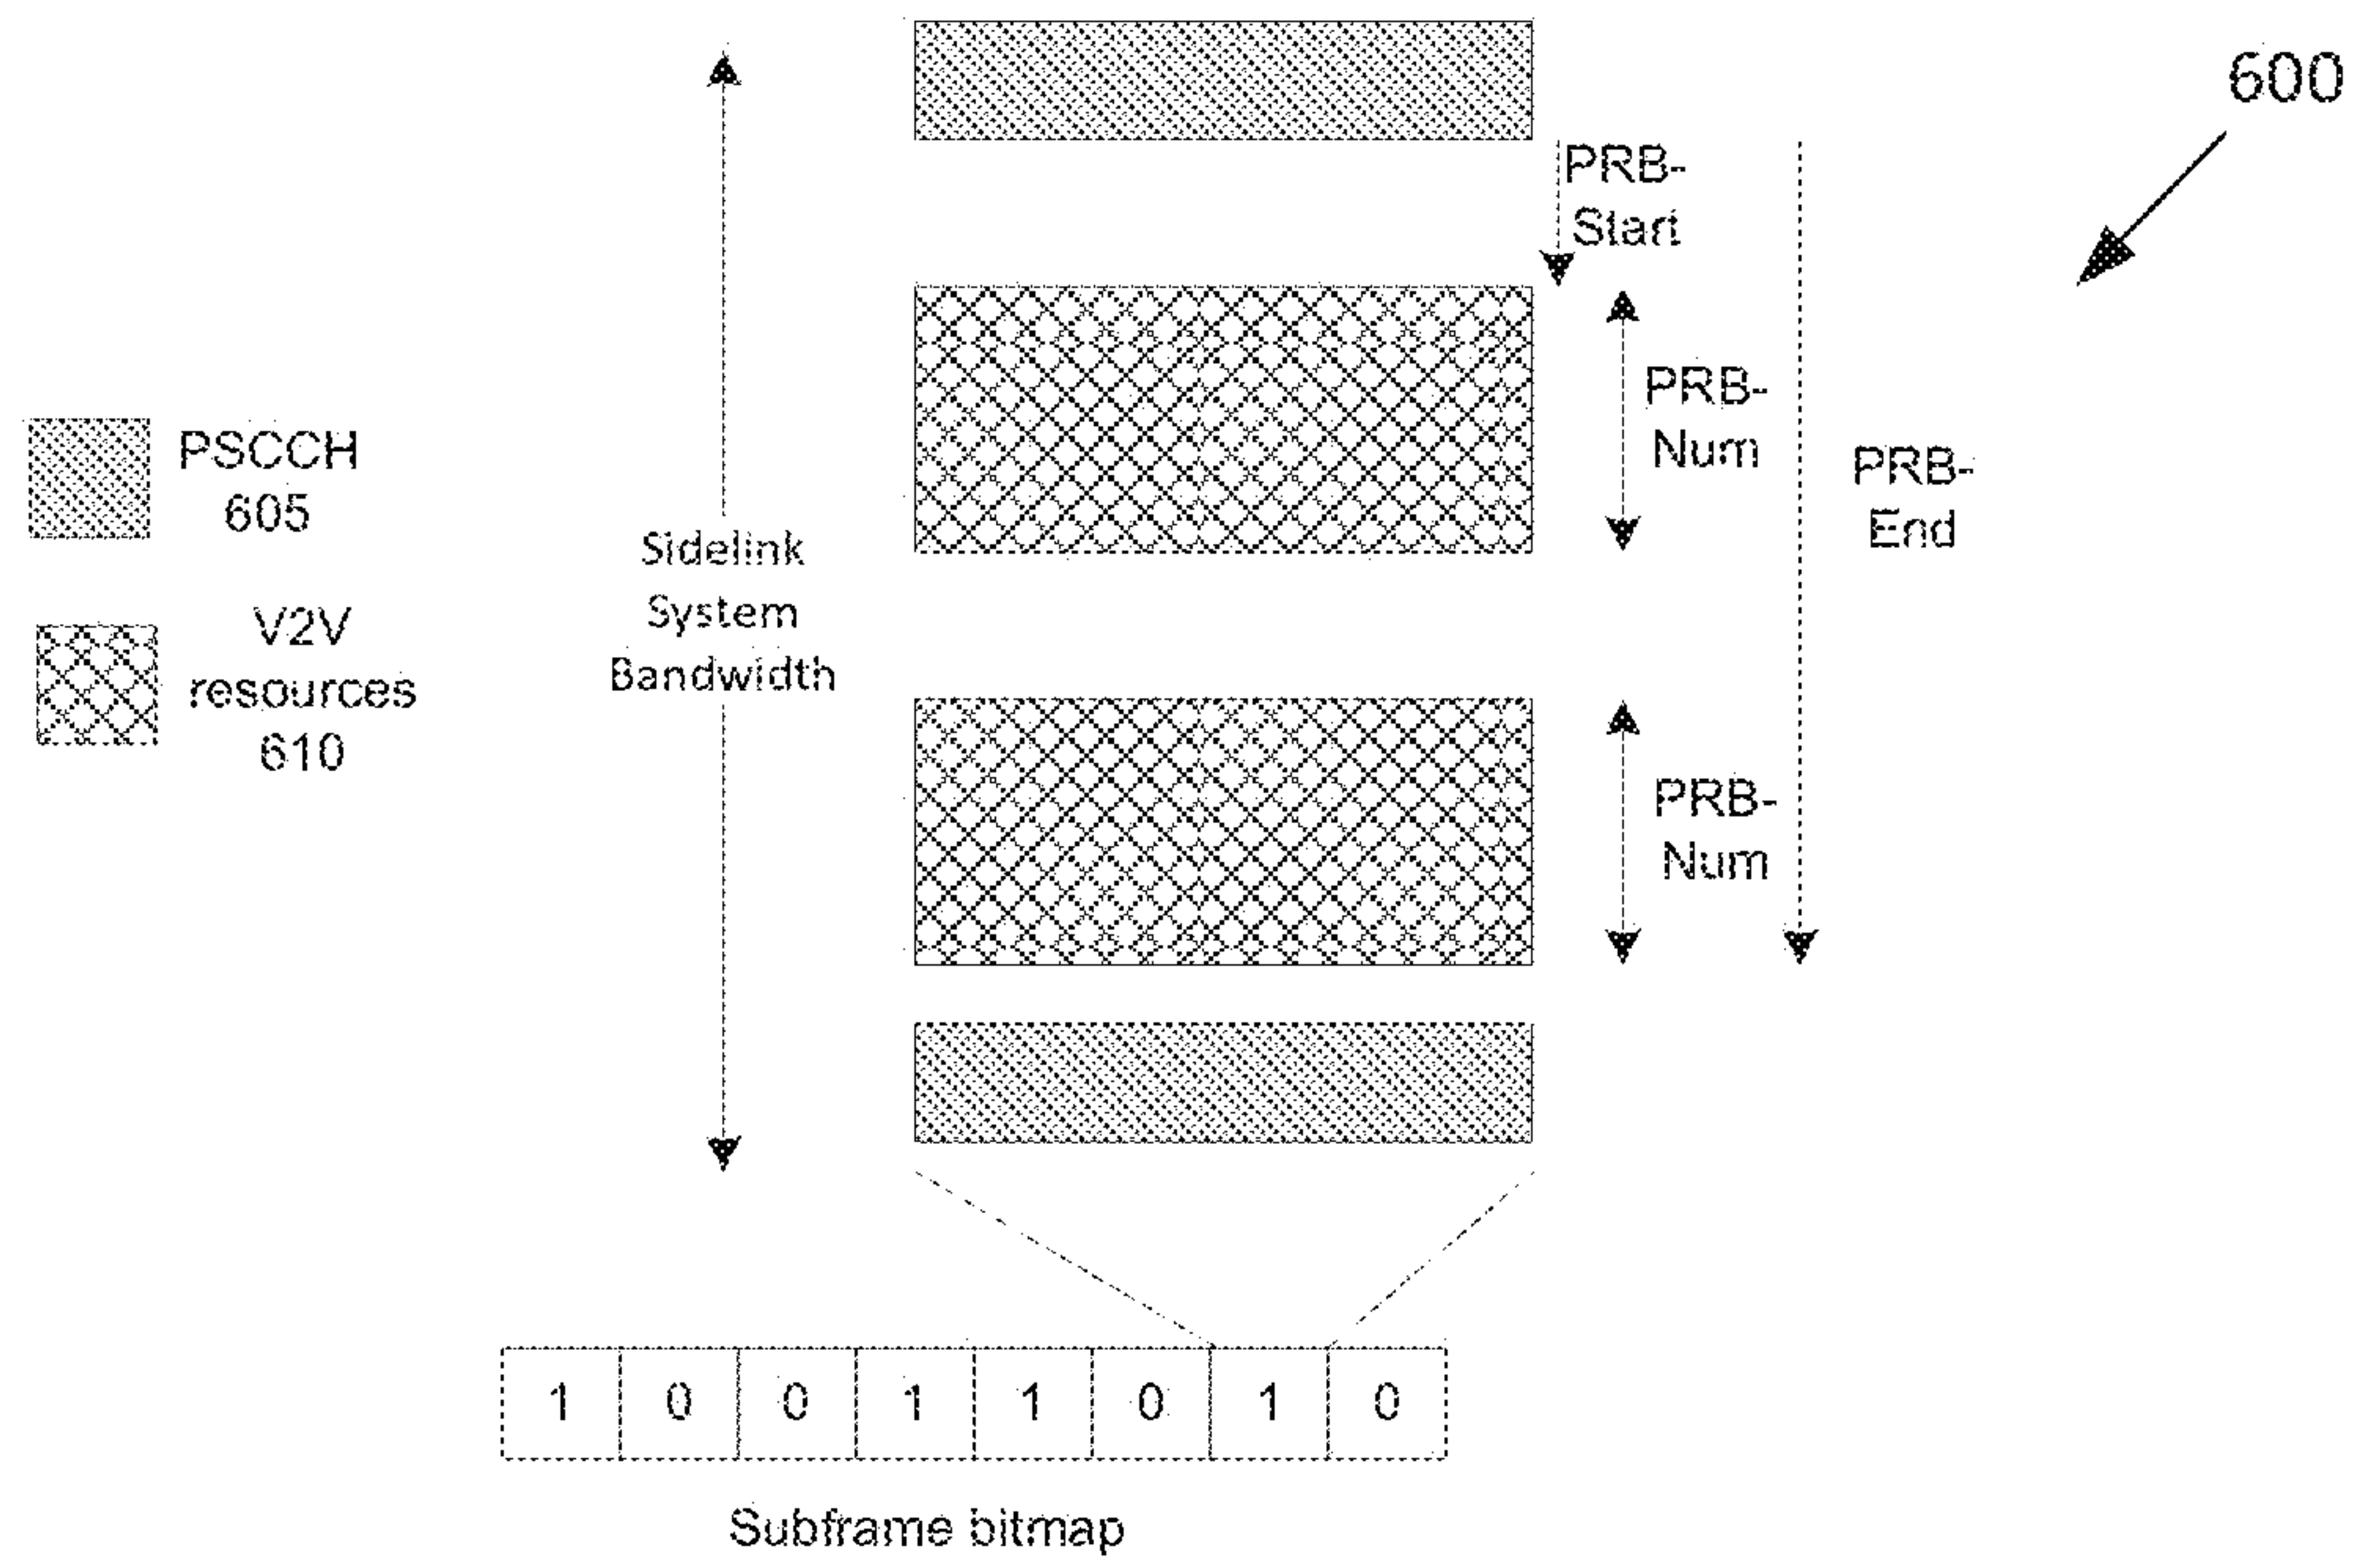 600
PRB-
Start
PRB-
Num
PRB-
End
PSCCH
605
Sidelink
System
Bandwidth
V2V
resources
610
PRB-
Num
1 0 0 1 1 0 1 0
Subframe bitmap